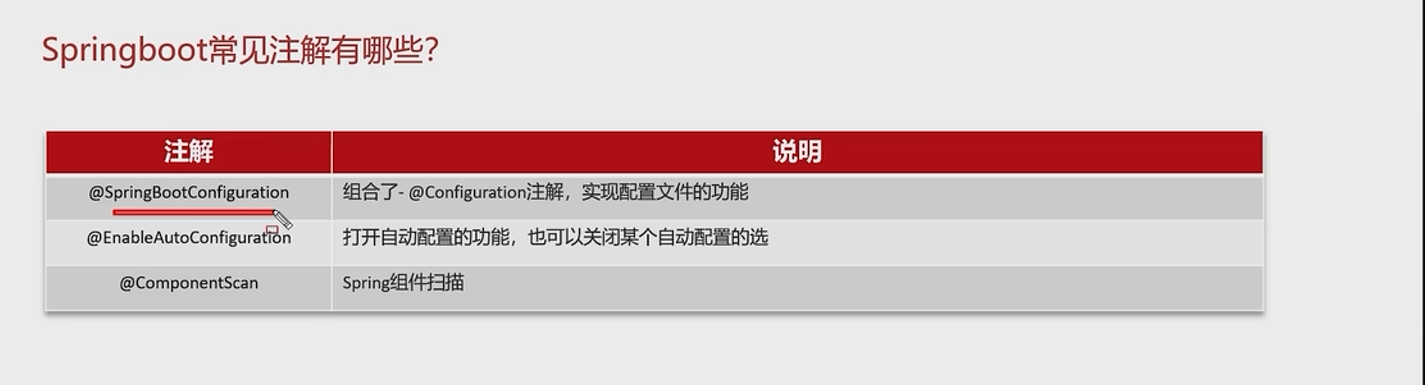 Springboot常见注解有哪些?
注解 说明
@SpringBootConfiguration 组合了- @Configuration注解，实现配置文件的功能
@EnableAutoConfiguration 打开自动配置的功能，也可以关闭某个自动配置的选
@ComponentScan Spring组件扫描